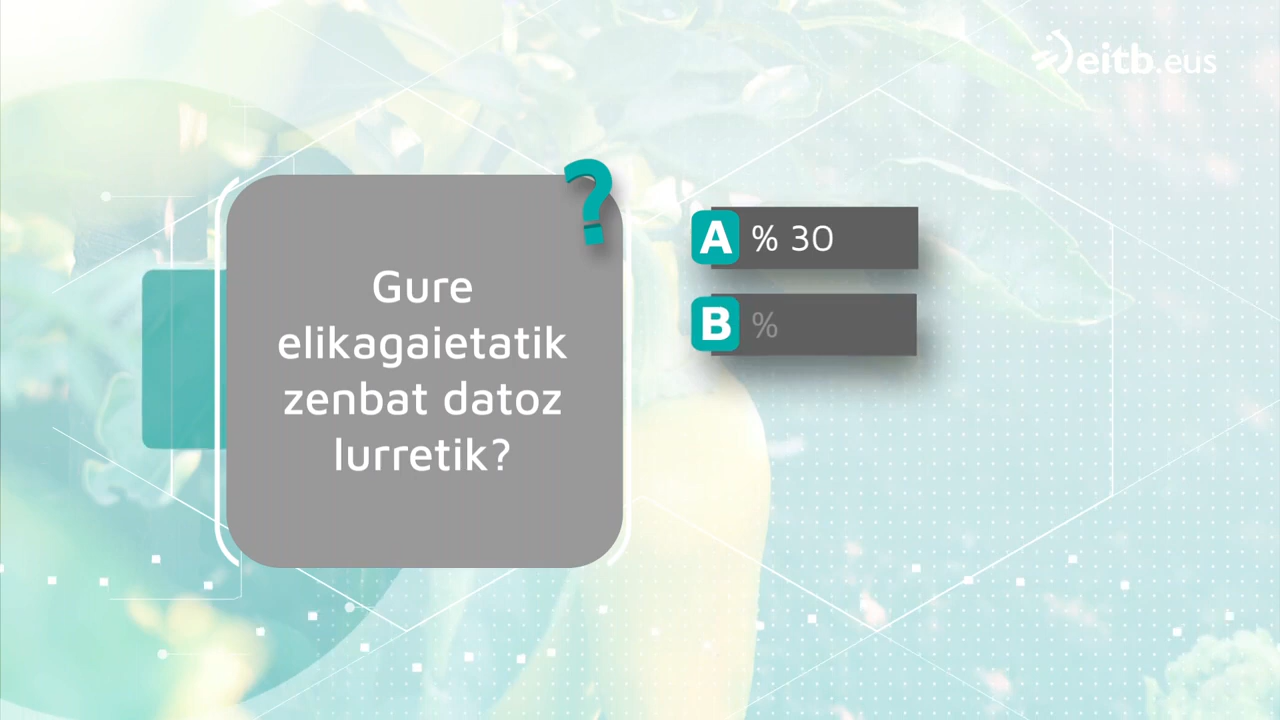 eitb.eus
?
Gure
elikagaietatik
zenbat datoz
lurretik?
A % 30
B %